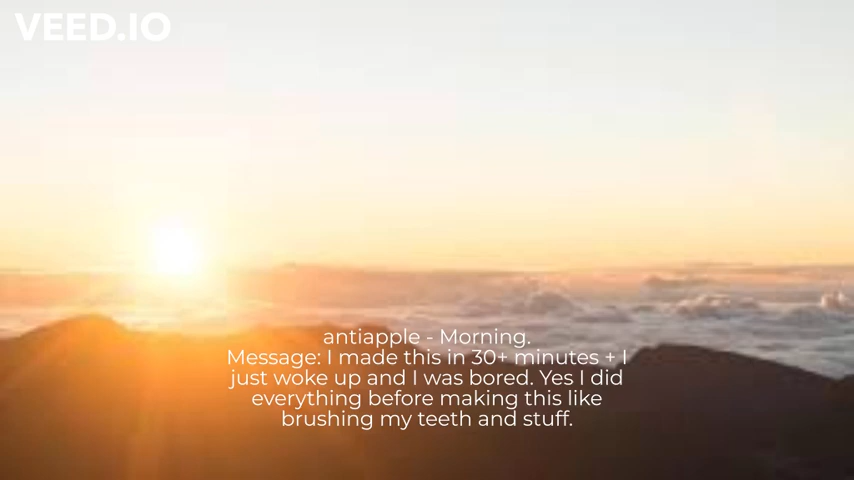 VEED.IO
antiapple - Morning.
Message: I made this in 30+ minutes + I
just woke up and I was bored. Yes I did
everything before making this like
brushing my teeth and stuff.